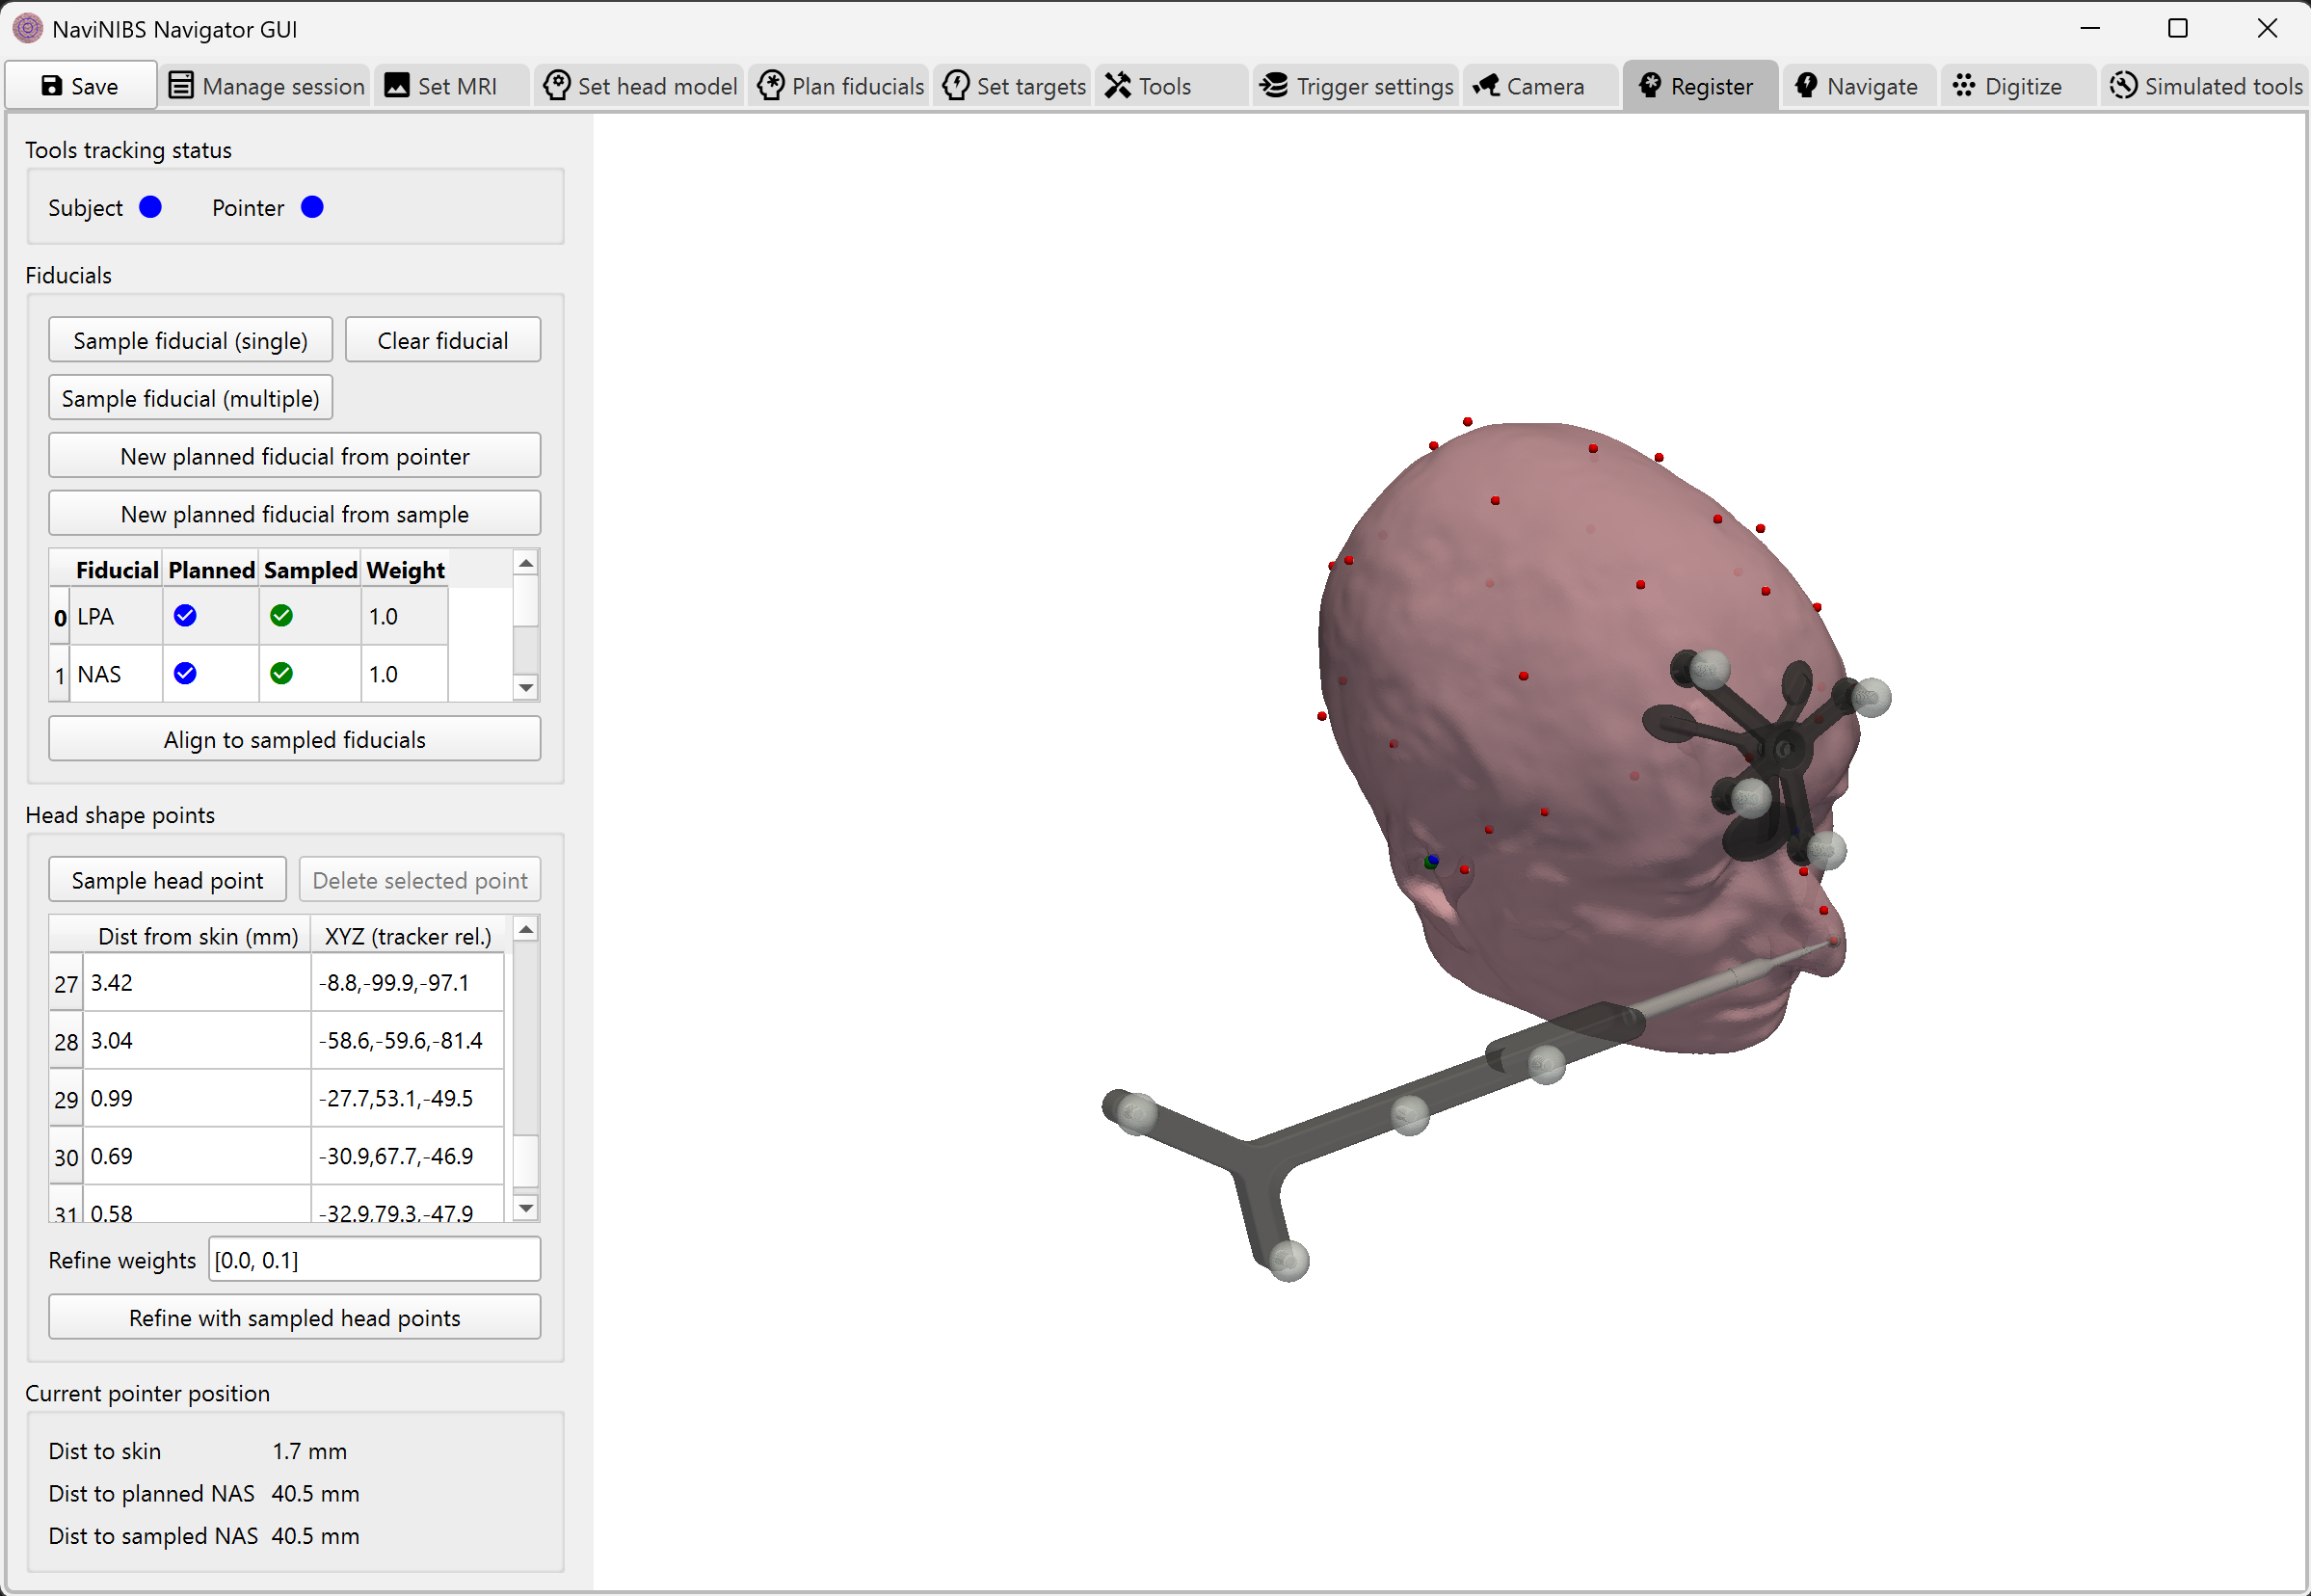 NaviNIBS Navigator GUI
Save Manage session Set MRI Set head model Plan fiducials Set targets Tools Trigger settings Camera Register Navigate Digitize Simulated tools
Tools tracking status
Subject Pointer
Fiducials
Sample fiducial (single) Clear fiducial
Sample fiducial (multiple)
New planned fiducial from pointer
New planned fiducial from sample
Fiducial Planned Sampled Weight
0 LPA 1.0
1 NAS 1.0
Align to sampled fiducials
Head shape points
Sample head point Delete selected point
Dist from skin (mm) XYZ (tracker rel.)
27 3.42 -8.8,-99.9,-97.1
28 3.04 -58.6,-59.6,-81.4
29 0.99 -27.7,53.1,-49.5
30 0.69 -30.9,67.7,-46.9
31 0.58 -32.9,79.3,-47.9
Refine weights [0.0, 0.1]
Refine with sampled head points
Current pointer position
Dist to skin 1.7 mm
Dist to planned NAS 40.5 mm
Dist to sampled NAS 40.5 mm